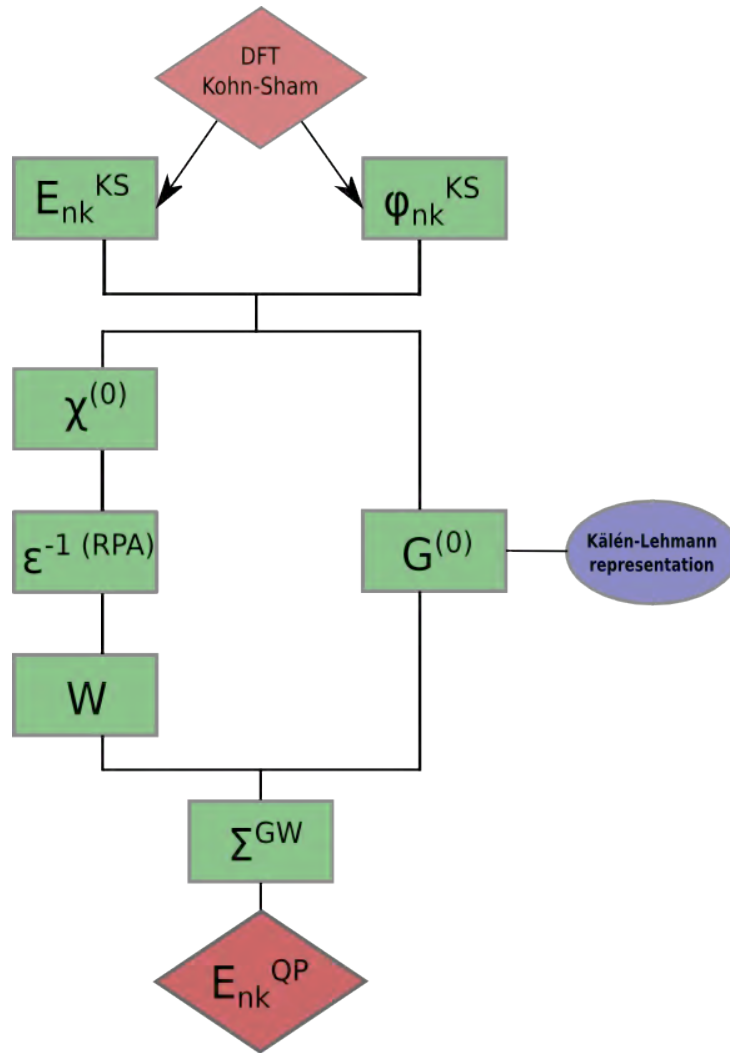 DFT
Kohn-Sham
E_nk^KS
φ_nk^KS
χ^(0)
ε^-1 (RPA)
G^(0)
Kälén-Lehmann
representation
W
Σ^GW
E_nk^QP